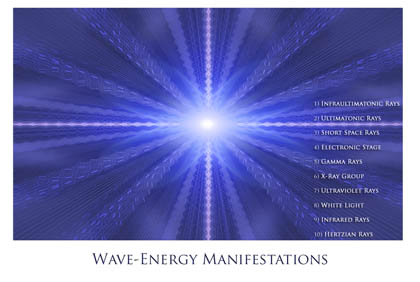 1) Infraultimatonic Rays
2) Ultimatonic Rays
3) Short Space Rays
4) Electronic Stage
5) Gamma Rays
6) X-Ray Group
7) Ultraviolet Rays
8) White Light
9) Infrared Rays
10) Hertzian Rays
Wave-Energy Manifestations